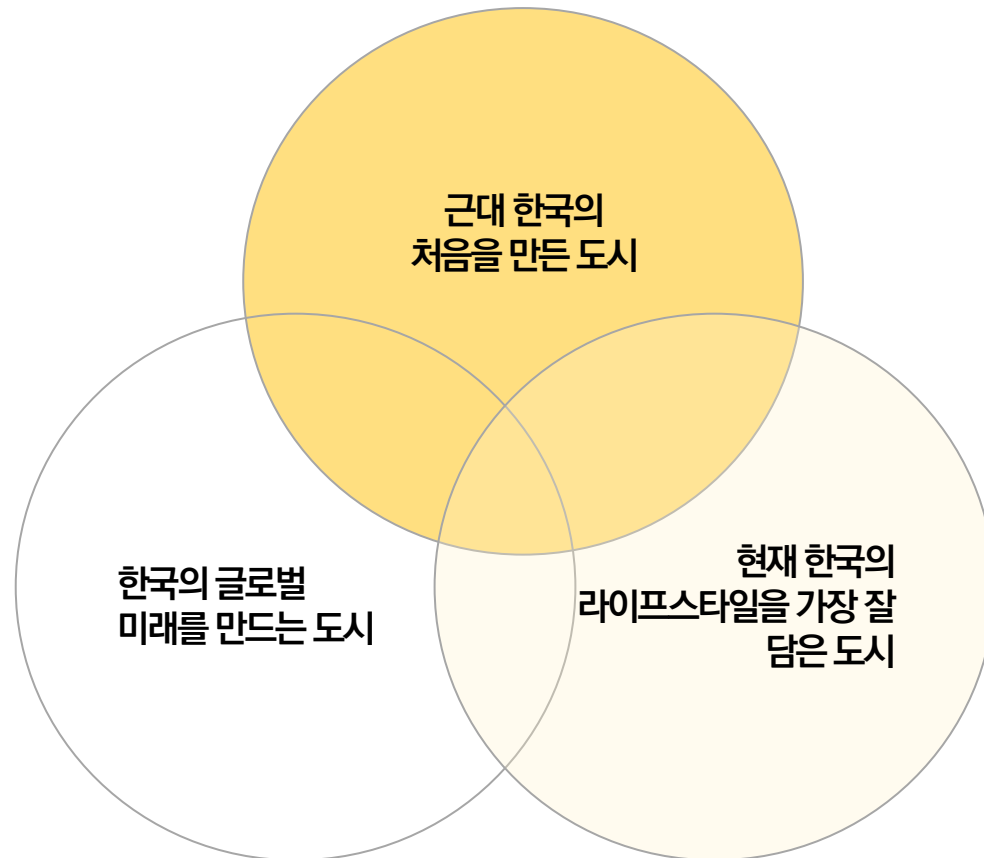 근대 한국의
처음을 만든 도시
한국의 글로벌
미래를 만드는 도시
현재 한국의
라이프스타일을 가장 잘
담은 도시